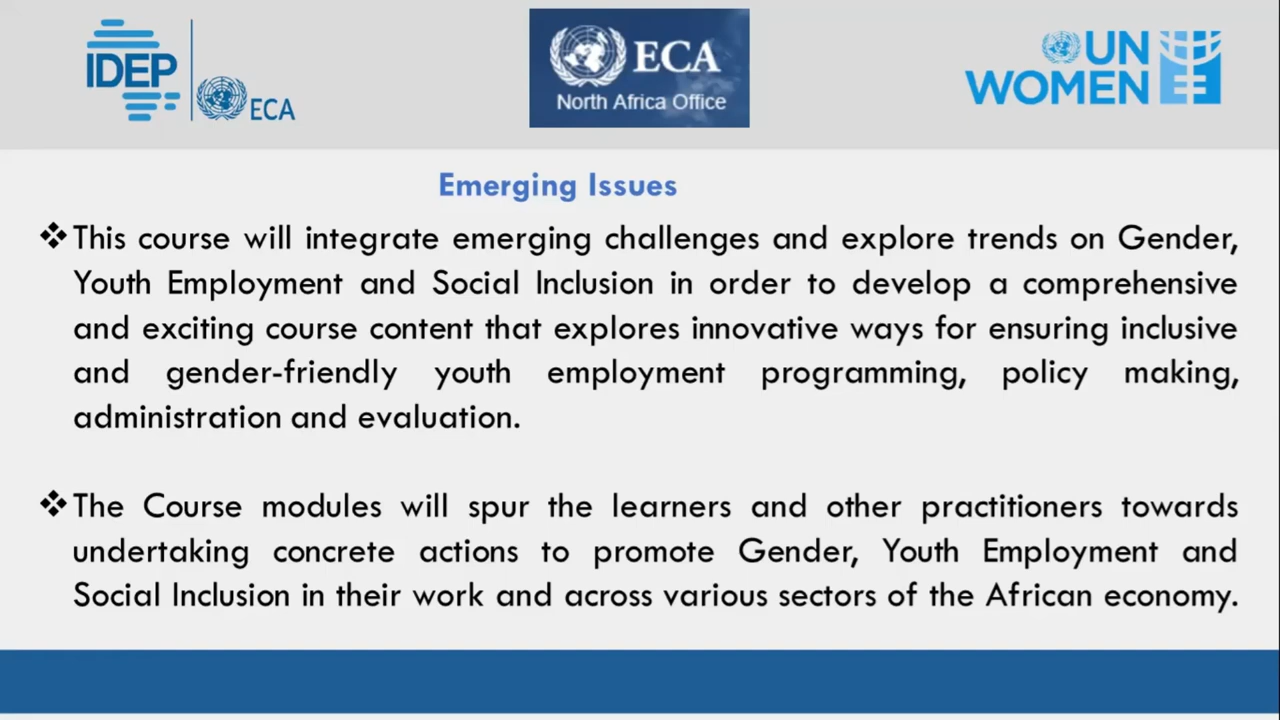 IDEP
ECA
ECA
North Africa Office
UN
WOMEN
Emerging Issues
❖This course will integrate emerging challenges and explore trends on Gender,
Youth Employment and Social Inclusion in order to develop a comprehensive
and exciting course content that explores innovative ways for ensuring inclusive
and gender-friendly youth employment programming, policy making,
administration and evaluation.
❖The Course modules will spur the learners and other practitioners towards
undertaking concrete actions to promote Gender, Youth Employment and
Social Inclusion in their work and across various sectors of the African economy.